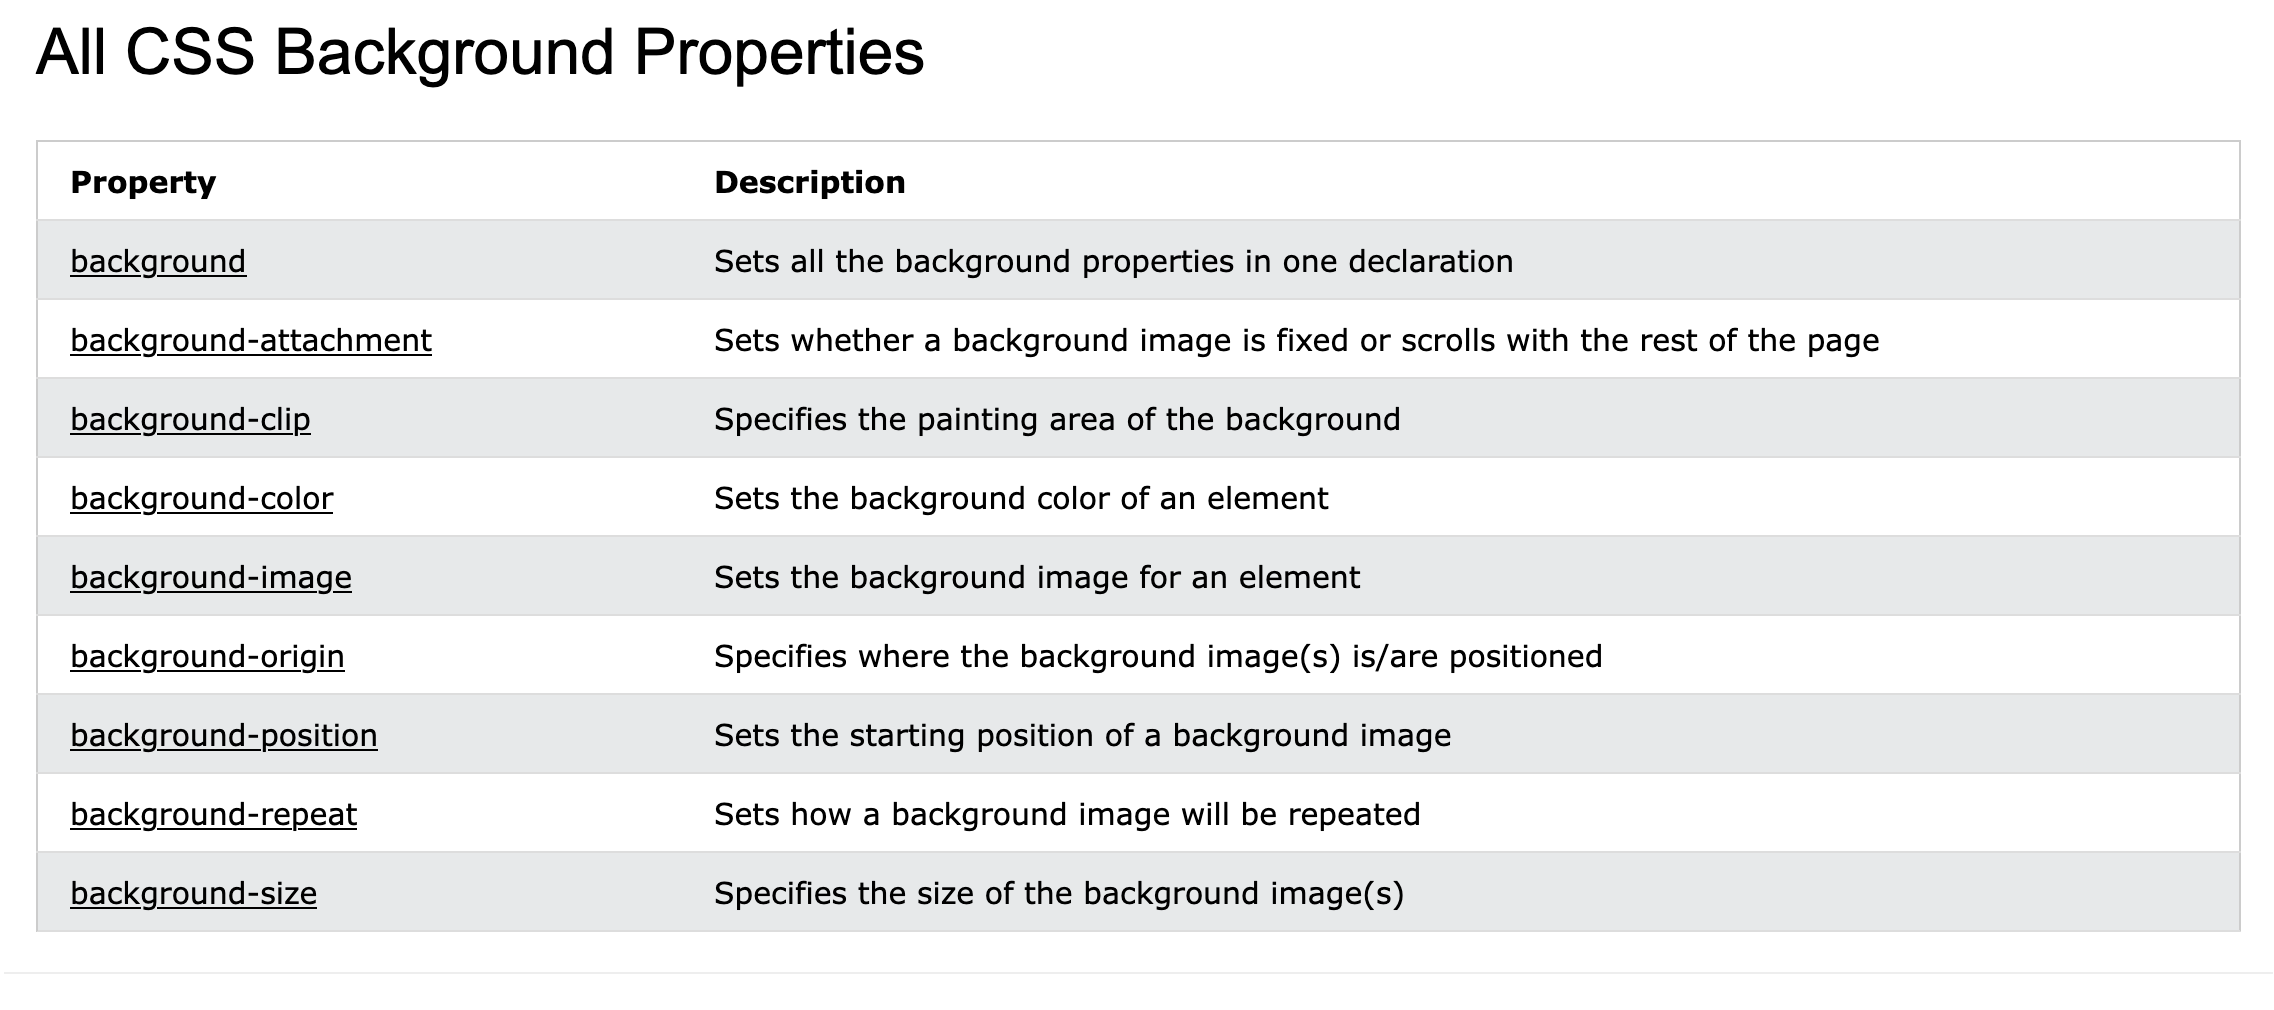 All CSS Background Properties
Property Description
background Sets all the background properties in one declaration
background-attachment Sets whether a background image is fixed or scrolls with the rest of the page
background-clip Specifies the painting area of the background
background-color Sets the background color of an element
background-image Sets the background image for an element
background-origin Specifies where the background image(s) is/are positioned
background-position Sets the starting position of a background image
background-repeat Sets how a background image will be repeated
background-size Specifies the size of the background image(s)